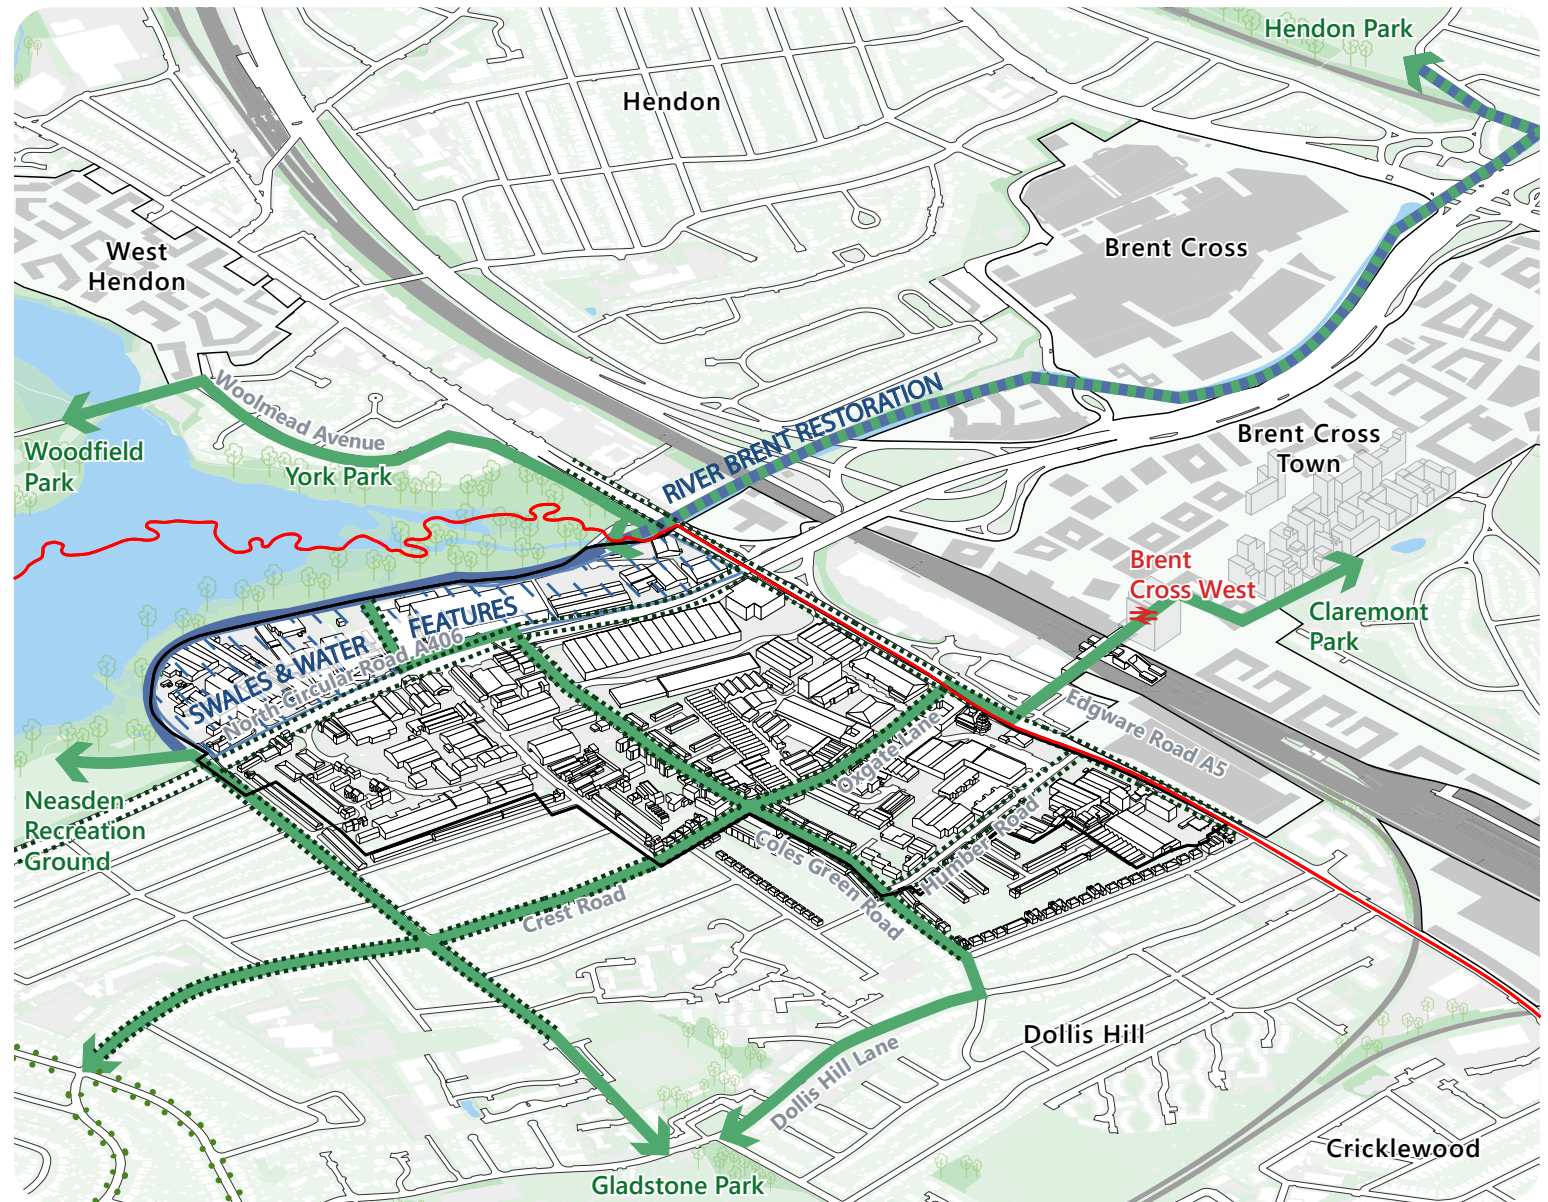 Hendon Park
Hendon
West
Hendon
Brent Cross
Woolmead Avenue
RIVER BRENT RESTORATION
Woodfield
Park
York Park
Brent Cross
Town
Brent
Cross West
Claremont
Park
SWALES & WATER
FEATURES
North Circular Road A406
Edgware Road A5
Oxgate Lane
Neasden
Recreation
Ground
Humber Road
Coles Green Road
Crest Road
Dollis Hill
Dollis Hill Lane
Cricklewood
Gladstone Park